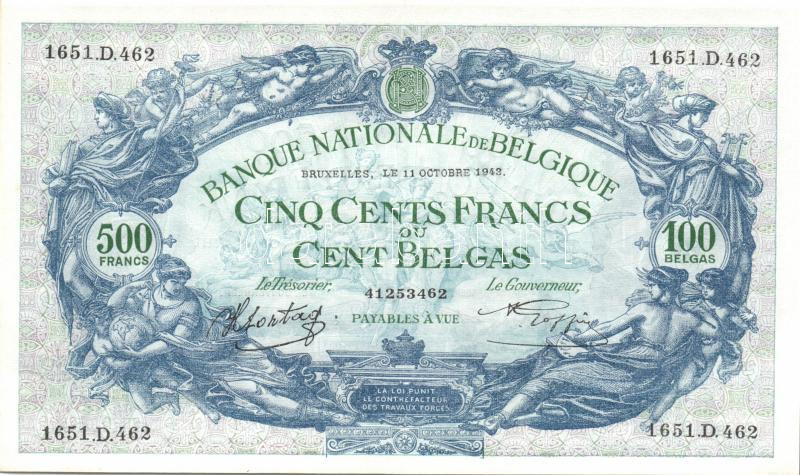 1651.D.462
1651.D.462
BANQUE NATIONALE DE BELGIQUE
BRUXELLES, LE 11 OCTOBRE 1943.
CINQ CENTS FRANCS
OU
CENT BELGAS
500
FRANCS
100
BELGAS
Le Trésorier,
41253462
Le Gouverneur,
PAYABLES À VUE
LA LOI PUNIT
LE CONTREFACTEUR
DES TRAVAUX FORCÉS.
1651.D.462
1651.D.462